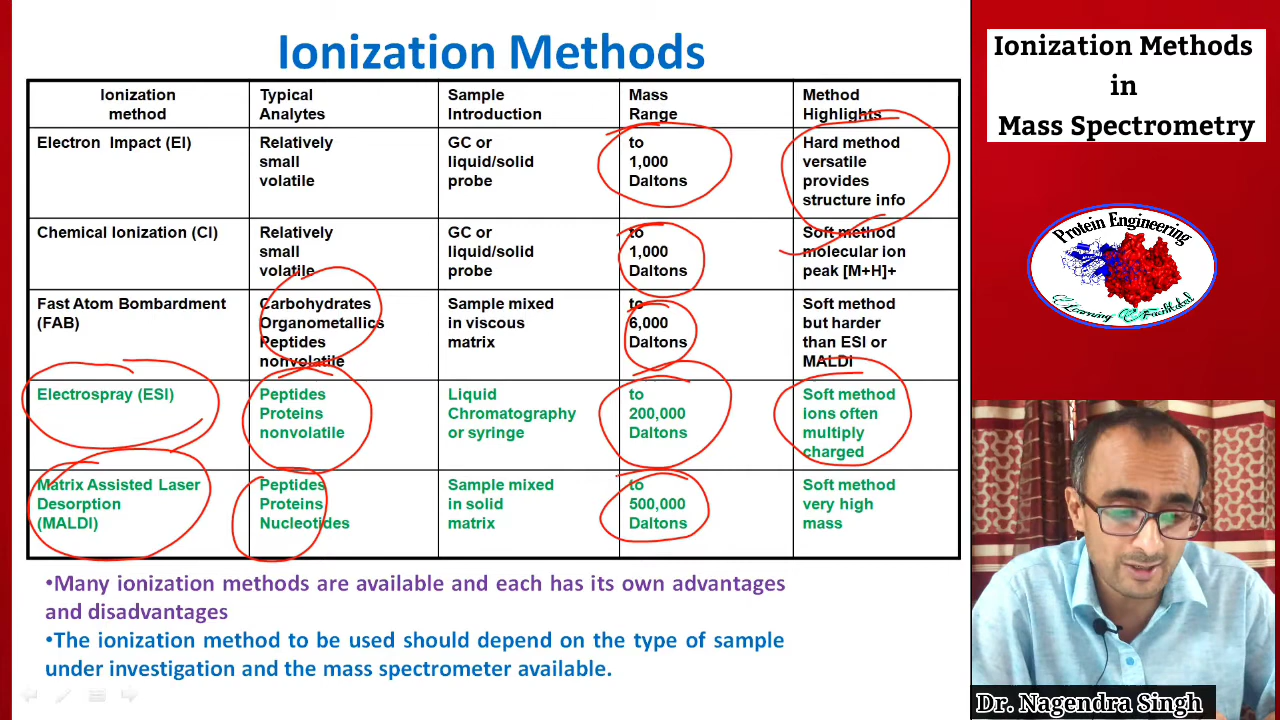 Ionization Methods
Ionization method
Typical Analytes
Sample Introduction
Mass Range
Method Highlights
Electron Impact (EI)
Relatively small volatile
GC or liquid/solid probe
to 1,000 Daltons
Hard method versatile provides structure info
Chemical Ionization (CI)
Relatively small volatile
GC or liquid/solid probe
to 1,000 Daltons
Soft method molecular ion peak [M+H]+
Fast Atom Bombardment (FAB)
Carbohydrates Organometallics Peptides nonvolatile
Sample mixed in viscous matrix
to 6,000 Daltons
Soft method but harder than ESI or MALDI
Electrospray (ESI)
Peptides Proteins nonvolatile
Liquid Chromatography or syringe
to 200,000 Daltons
Soft method ions often multiply charged
Matrix Assisted Laser Desorption (MALDI)
Peptides Proteins Nucleotides
Sample mixed in solid matrix
to 500,000 Daltons
Soft method very high mass
•Many ionization methods are available and each has its own advantages
and disadvantages
•The ionization method to be used should depend on the type of sample
under investigation and the mass spectrometer available.
Ionization Methods
in
Mass Spectrometry
Protein Engineering
eLearning eFacilitated
Dr. Nagendra Singh